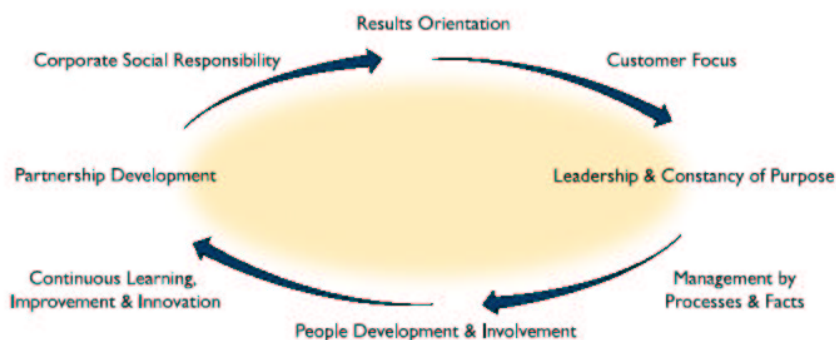 Results Orientation
Corporate Social Responsibility
Customer Focus
Partnership Development
Leadership & Constancy of Purpose
Continuous Learning,
Improvement & Innovation
Management by
Processes & Facts
People Development & Involvement